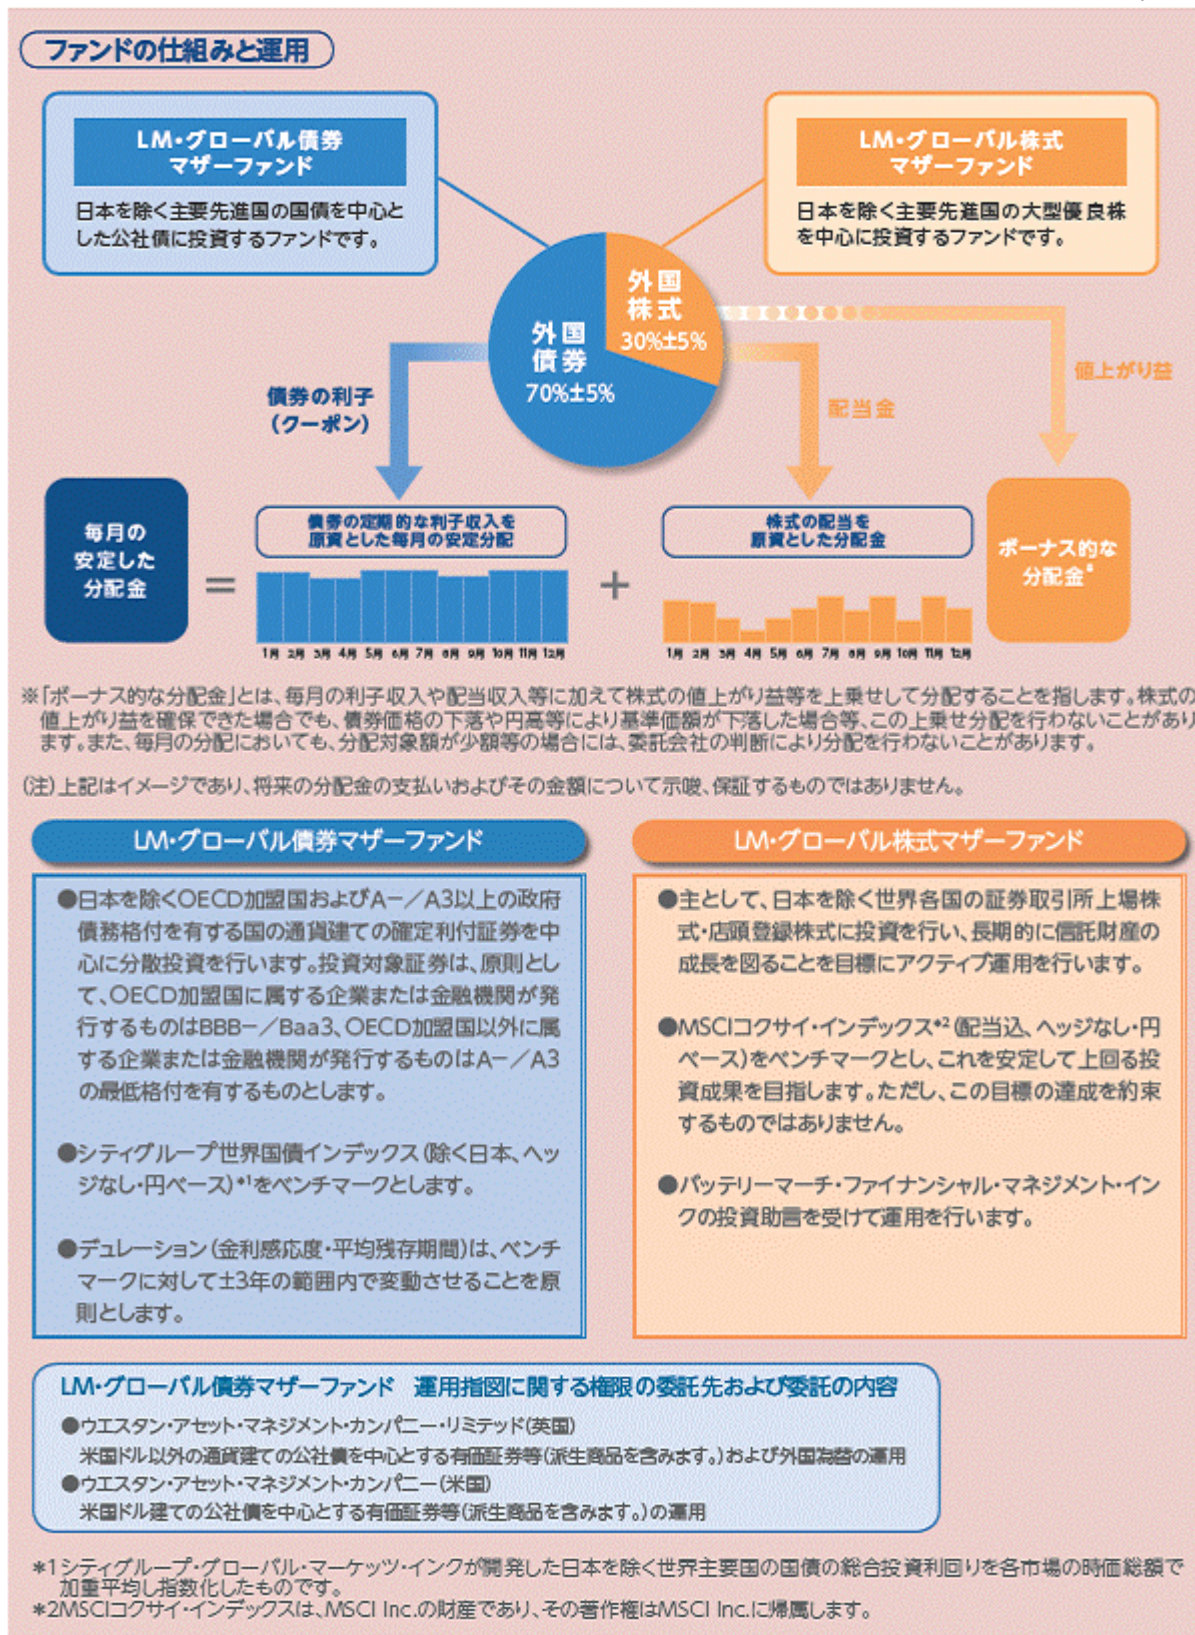 ファンドの仕組みと運用
LM・グローバル債券
マザーファンド
日本を除く主要先進国の国債を中心と
した公社債に投資するファンドです。
LM・グローバル株式
マザーファンド
日本を除く主要先進国の大型優良株
を中心に投資するファンドです。
外国
株式
30%±5%
外国
債券
70%±5%
債券の利子
(クーポン)
配当金
値上がり益
毎月の
安定した
分配金
=
債券の定期的な利子収入を
原資とした毎月の安定分配
1月 2月 3月 4月 5月 6月 7月 8月 9月 10月 11月 12月
+
株式の配当を
原資とした分配金
1月 2月 3月 4月 5月 6月 7月 8月 9月 10月 11月 12月
ボーナス的な
分配金※
※「ボーナス的な分配金」とは、毎月の利子収入や配当収入等に加えて株式の値上がり益等を上乗せして分配することを指します。株式の
値上がり益を確保できた場合でも、債券価格の下落や円高等により基準価額が下落した場合等、この上乗せ分配を行わないことがあり
ます。また、毎月の分配においても、分配対象額が少額等の場合には、委託会社の判断により分配を行わないことがあります。
(注)上記はイメージであり、将来の分配金の支払いおよびその金額について示唆、保証するものではありません。
LM・グローバル債券マザーファンド
●日本を除くOECD加盟国およびA−/A3以上の政府
債務格付を有する国の通貨建ての確定利付証券を中
心に分散投資を行います。投資対象証券は、原則とし
て、OECD加盟国に属する企業または金融機関が発
行するものはBBB−/Baa3、OECD加盟国以外に属
する企業または金融機関が発行するものはA−/A3
の最低格付を有するものとします。
●シティグループ世界国債インデックス(除く日本、ヘッ
ジなし・円ベース)*1をベンチマークとします。
●デュレーション(金利感応度・平均残存期間)は、ベンチ
マークに対して±3年の範囲内で変動させることを原
則とします。
LM・グローバル株式マザーファンド
●主として、日本を除く世界各国の証券取引所上場株
式・店頭登録株式に投資を行い、長期的に信託財産の
成長を図ることを目標にアクティブ運用を行います。
●MSCIコクサイ・インデックス*2(配当込、ヘッジなし・円
ベース)をベンチマークとし、これを安定して上回る投
資成果を目指します。ただし、この目標の達成を約束
するものではありません。
●バッテリーマーチ・ファイナンシャル・マネジメント・イン
クの投資助言を受けて運用を行います。
LM・グローバル債券マザーファンド 運用指図に関する権限の委託先および委託の内容
●ウエスタン・アセット・マネジメント・カンパニー・リミテッド(英国)
米国ドル以外の通貨建ての公社債を中心とする有価証券等(派生商品を含みます。)および外国為替の運用
●ウエスタン・アセット・マネジメント・カンパニー(米国)
米国ドル建ての公社債を中心とする有価証券等(派生商品を含みます。)の運用
*1シティグループ・グローバル・マーケッツ・インクが開発した日本を除く世界主要国の国債の総合投資利回りを各市場の時価総額で
加重平均し指数化したものです。
*2MSCIコクサイ・インデックスは、MSCI Inc.の財産であり、その著作権はMSCI Inc.に帰属します。